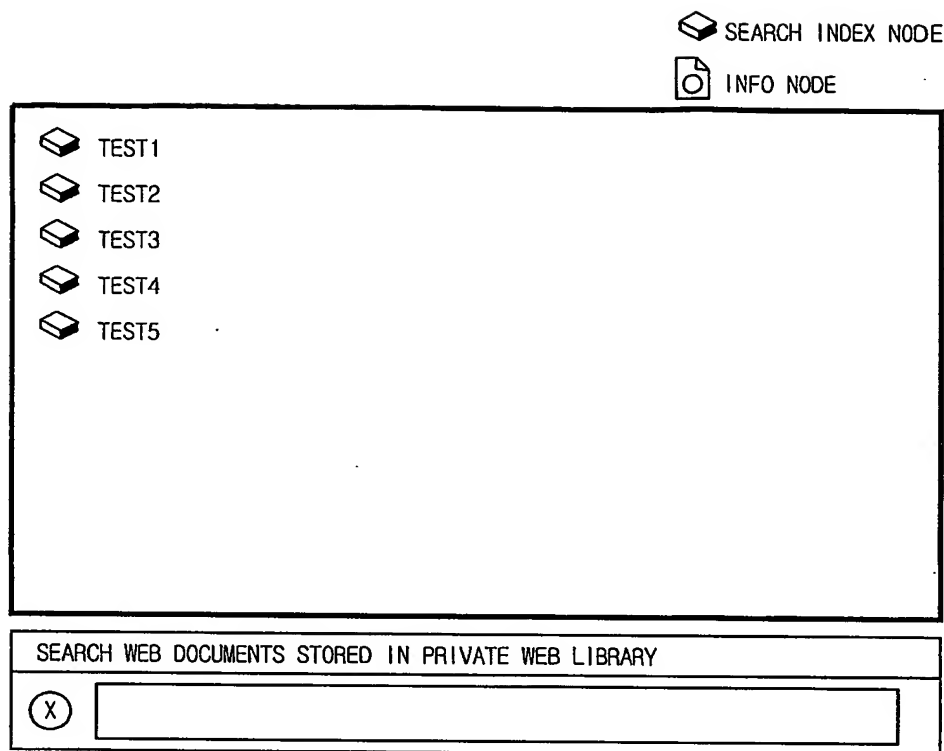 SEARCH INDEX NODE
INFO NODE
TEST1
TEST2
TEST3
TEST4
TEST5
SEARCH WEB DOCUMENTS STORED IN PRIVATE WEB LIBRARY
X